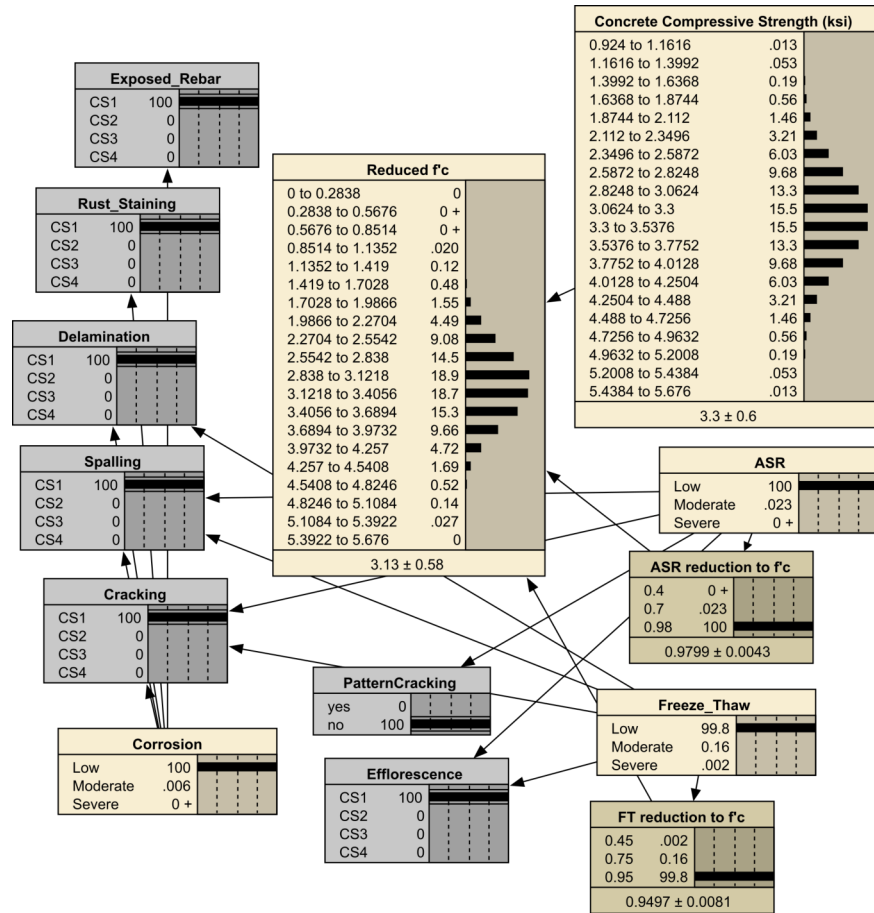 Concrete Compressive Strength (ksi)
0.924 to 1.1616 .013
1.1616 to 1.3992 .053
1.3992 to 1.6368 0.19
1.6368 to 1.8744 0.56
1.8744 to 2.112 1.46
2.112 to 2.3496 3.21
2.3496 to 2.5872 6.03
2.5872 to 2.8248 9.68
2.8248 to 3.0624 13.3
3.0624 to 3.3 15.5
3.3 to 3.5376 15.5
3.5376 to 3.7752 13.3
3.7752 to 4.0128 9.68
4.0128 to 4.2504 6.03
4.2504 to 4.488 3.21
4.488 to 4.7256 1.46
4.7256 to 4.9632 0.56
4.9632 to 5.2008 0.19
5.2008 to 5.4384 .053
5.4384 to 5.676 .013
3.3 ± 0.6
Exposed_Rebar
CS1 100
CS2 0
CS3 0
CS4 0
Reduced f'c
0 to 0.2838 0
0.2838 to 0.5676 0 +
0.5676 to 0.8514 0 +
0.8514 to 1.1352 .020
1.1352 to 1.419 0.12
1.419 to 1.7028 0.48
1.7028 to 1.9866 1.55
1.9866 to 2.2704 4.49
2.2704 to 2.5542 9.08
2.5542 to 2.838 14.5
2.838 to 3.1218 18.9
3.1218 to 3.4056 18.7
3.4056 to 3.6894 15.3
3.6894 to 3.9732 9.66
3.9732 to 4.257 4.72
4.257 to 4.5408 1.69
4.5408 to 4.8246 0.52
4.8246 to 5.1084 0.14
5.1084 to 5.3922 .027
5.3922 to 5.676 0
3.13 ± 0.58
Rust_Staining
CS1 100
CS2 0
CS3 0
CS4 0
Delamination
CS1 100
CS2 0
CS3 0
CS4 0
Spalling
CS1 100
CS2 0
CS3 0
CS4 0
ASR
Low 100
Moderate .023
Severe 0 +
ASR reduction to f'c
0.4 0 +
0.7 .023
0.98 100
0.9799 ± 0.0043
Cracking
CS1 100
CS2 0
CS3 0
CS4 0
PatternCracking
yes 0
no 100
Freeze_Thaw
Low 99.8
Moderate 0.16
Severe .002
Corrosion
Low 100
Moderate .006
Severe 0 +
Efflorescence
CS1 100
CS2 0
CS3 0
CS4 0
FT reduction to f'c
0.45 .002
0.75 0.16
0.95 99.8
0.9497 ± 0.0081